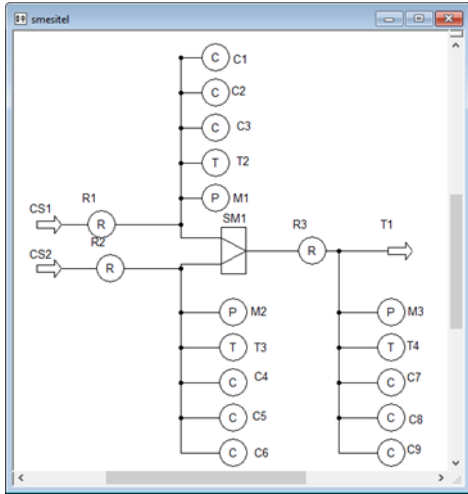 smesitel
C C1
C C2
C C3
T T2
P M1
R1
SM1
CS1
R
R3
T1
R2
R
CS2
R
P M2
P M3
T T3
T T4
C C4
C C7
C C5
C C8
C C6
C C9